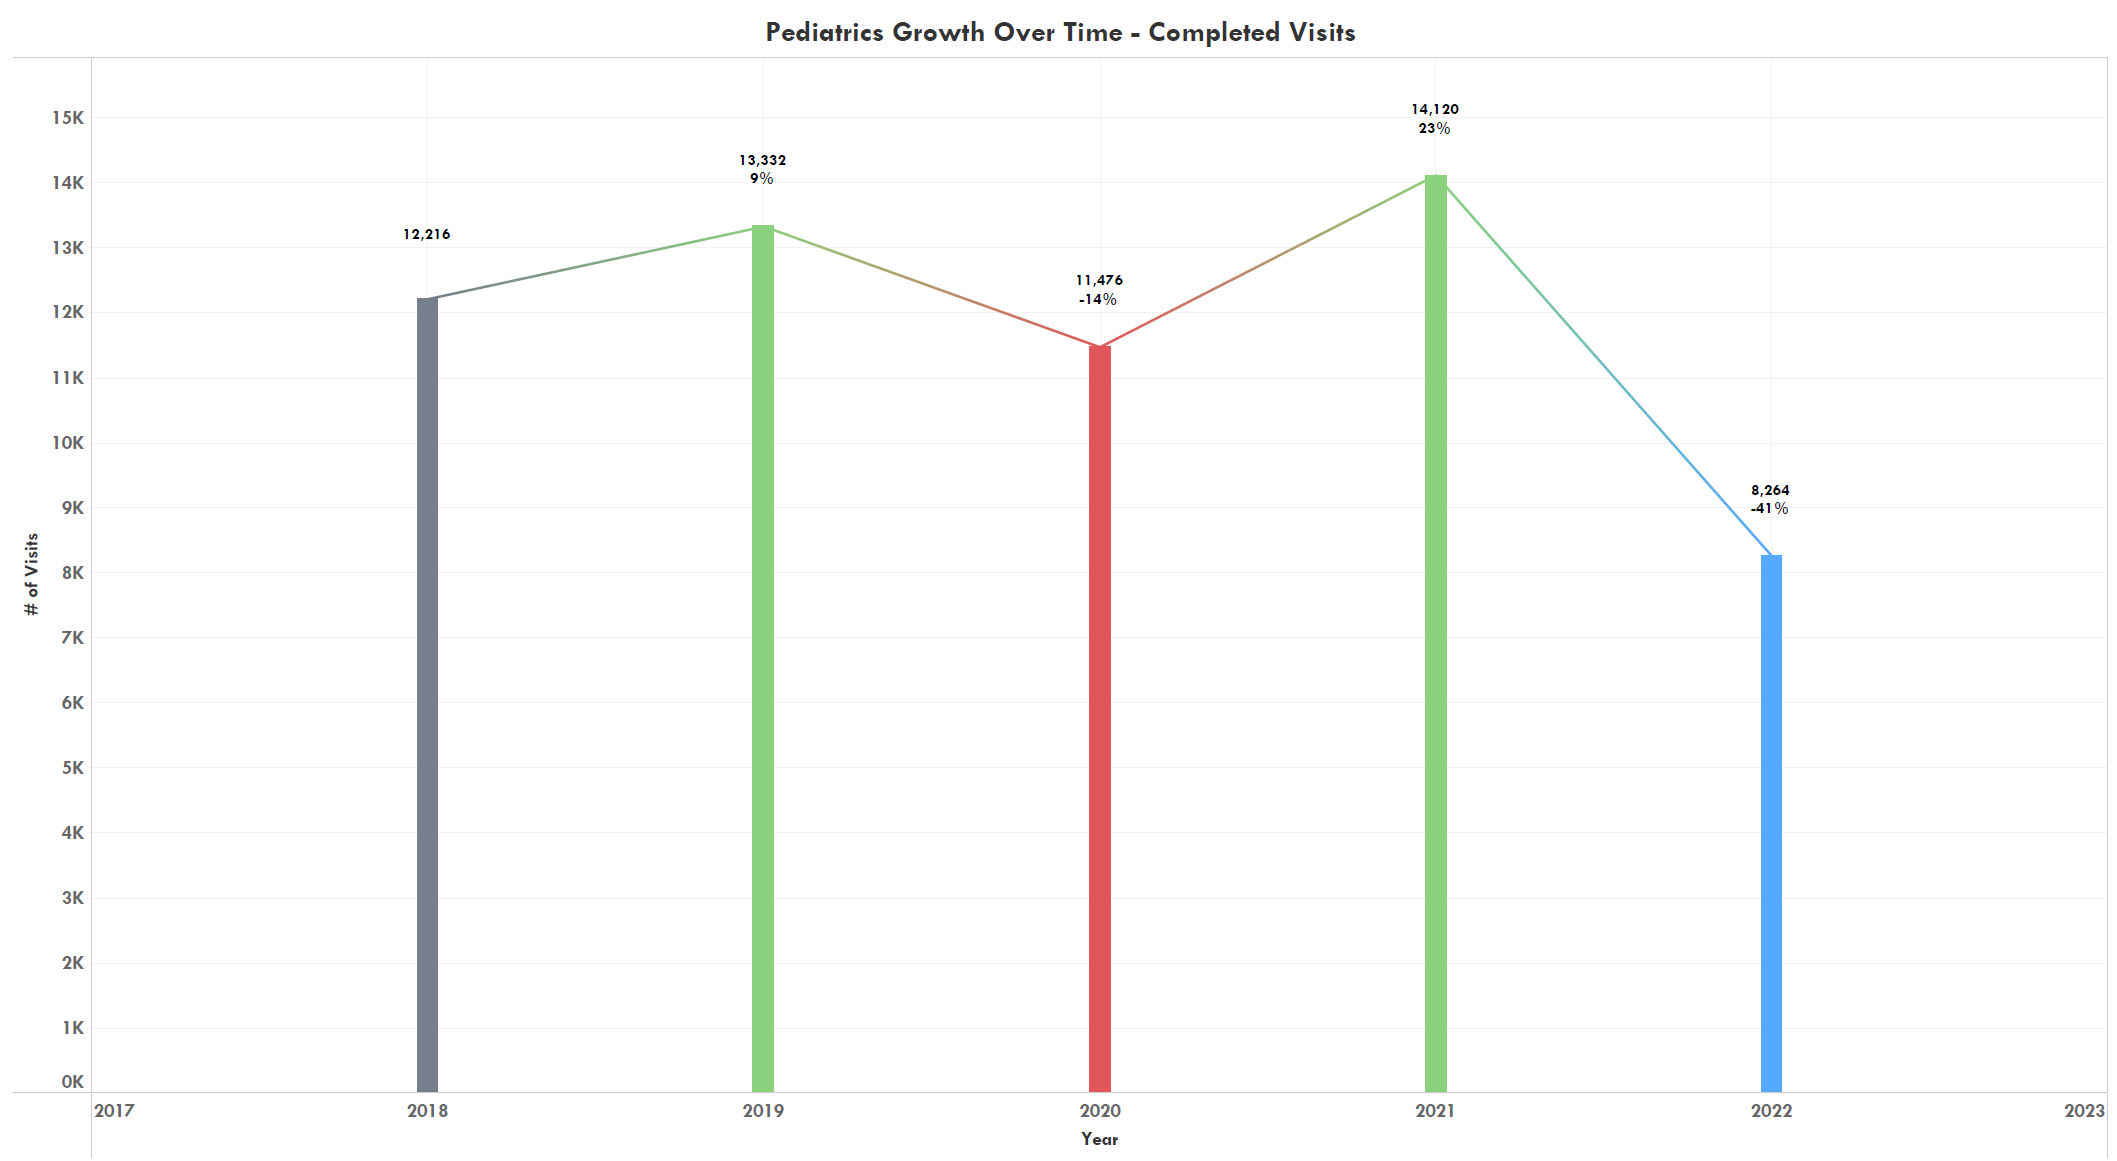 Pediatrics Growth Over Time - Completed Visits
15K
14K
13K
12K
11K
10K
9K
8K
7K
6K
5K
4K
3K
2K
1K
0K
# of Visits
12,216
13,332
9%
11,476
-14%
14,120
23%
8,264
-41%
2017 2018 2019 2020 2021 2022 2023
Year